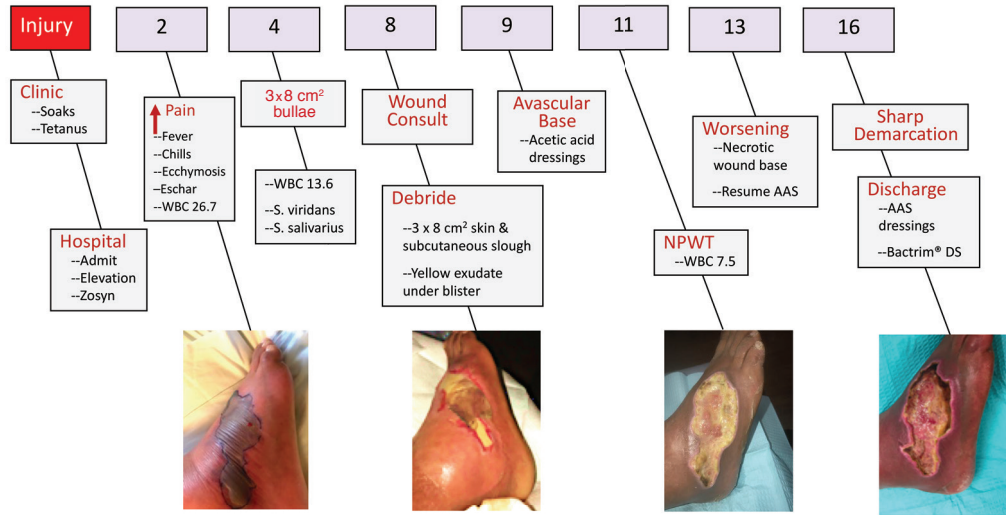 Injury
2
4
8
9
11
13
16
Clinic
--Soaks
--Tetanus
Hospital
--Admit
--Elevation
--Zosyn
Pain
--Fever
--Chills
--Ecchymosis
–Eschar
--WBC 26.7
3 x 8 cm²
bullae
--WBC 13.6
--S. viridans
--S. salivarius
Wound
Consult
Debride
--3 x 8 cm² skin &
subcutaneous slough
--Yellow exudate
under blister
Avascular
Base
--Acetic acid
dressings
NPWT
--WBC 7.5
Worsening
--Necrotic
wound base
--Resume AAS
Sharp
Demarcation
Discharge
--AAS
dressings
--Bactrim® DS